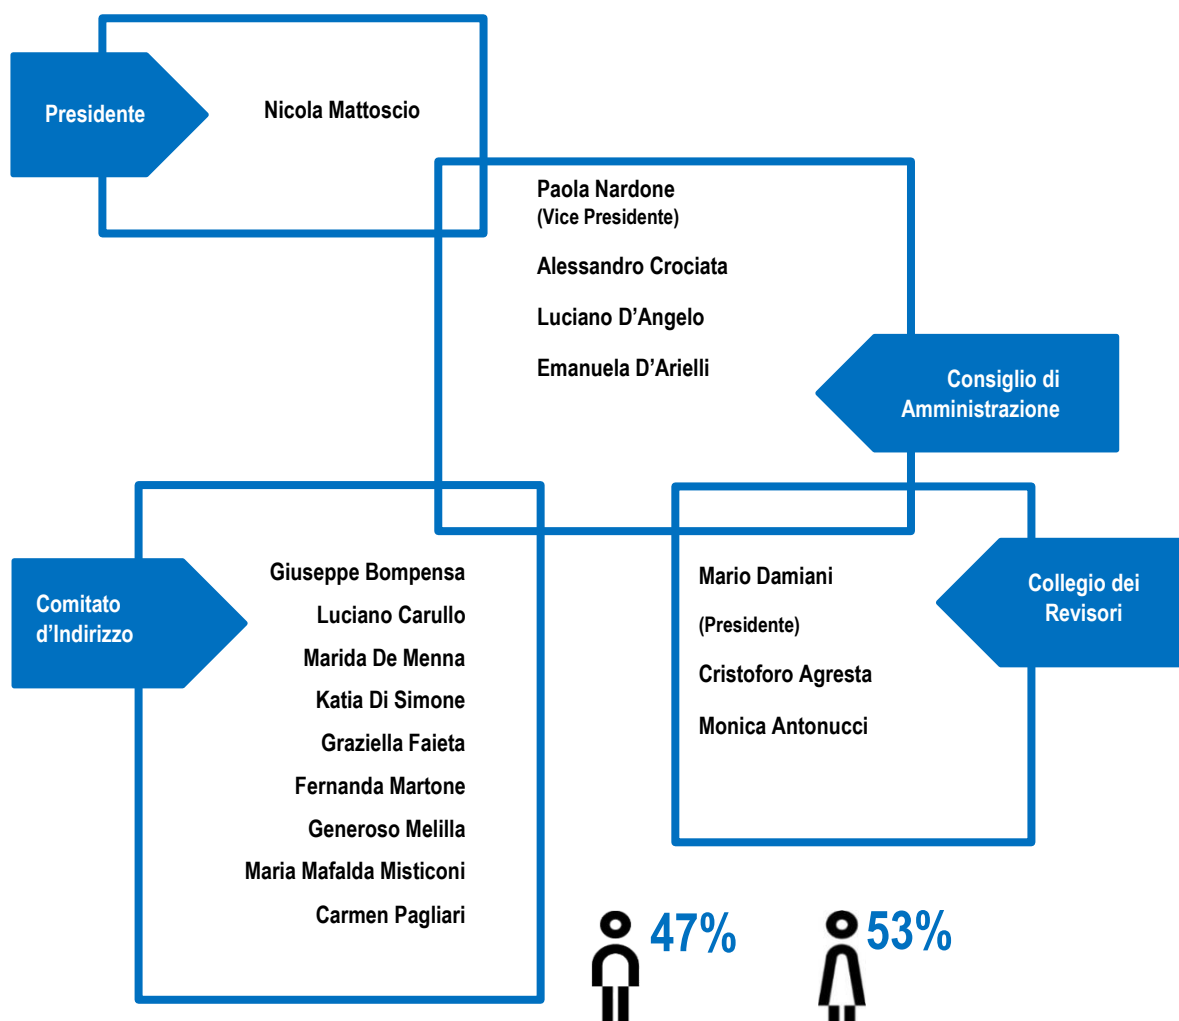 Presidente
Nicola Mattoscio
Paola Nardone
(Vice Presidente)
Alessandro Crociata
Luciano D’Angelo
Emanuela D’Arielli
Consiglio di
Amministrazione
Comitato
d’Indirizzo
Giuseppe Bompensa
Luciano Carullo
Marida De Menna
Katia Di Simone
Graziella Faieta
Fernanda Martone
Generoso Melilla
Maria Mafalda Misticoni
Carmen Pagliari
Mario Damiani
(Presidente)
Cristoforo Agresta
Monica Antonucci
Collegio dei
Revisori
47%
53%